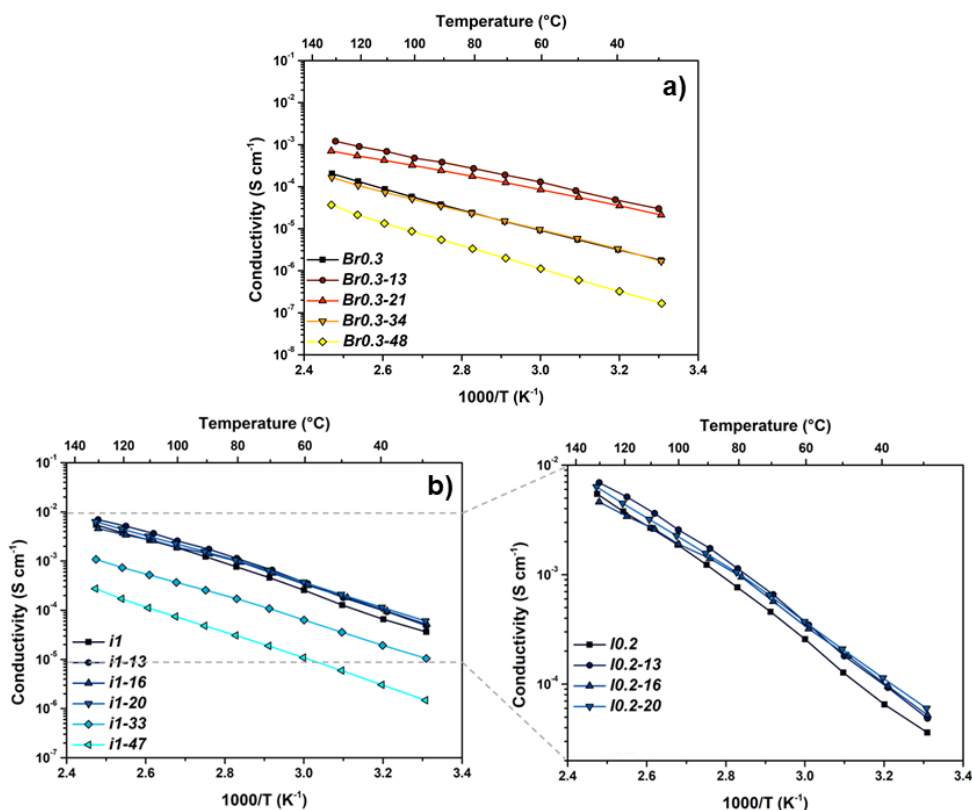 Temperature (°C)
140 120 100 80 60 40
a)
Conductivity (S cm⁻¹)
10⁻¹
10⁻²
10⁻³
10⁻⁴
10⁻⁵
10⁻⁶
10⁻⁷
10⁻⁸
Br0.3
Br0.3-13
Br0.3-21
Br0.3-34
Br0.3-48
2.4 2.6 2.8 3.0 3.2 3.4
1000/T (K⁻¹)
Temperature (°C)
140 120 100 80 60 40
b)
Conductivity (S cm⁻¹)
10⁻¹
10⁻²
10⁻³
10⁻⁴
10⁻⁵
10⁻⁶
10⁻⁷
i1
i1-13
i1-16
i1-20
i1-33
i1-47
2.4 2.6 2.8 3.0 3.2 3.4
1000/T (K⁻¹)
Temperature (°C)
140 120 100 80 60 40
Conductivity (S cm⁻¹)
10⁻²
10⁻³
10⁻⁴
I0.2
I0.2-13
I0.2-16
I0.2-20
2.4 2.6 2.8 3.0 3.2 3.4
1000/T (K⁻¹)